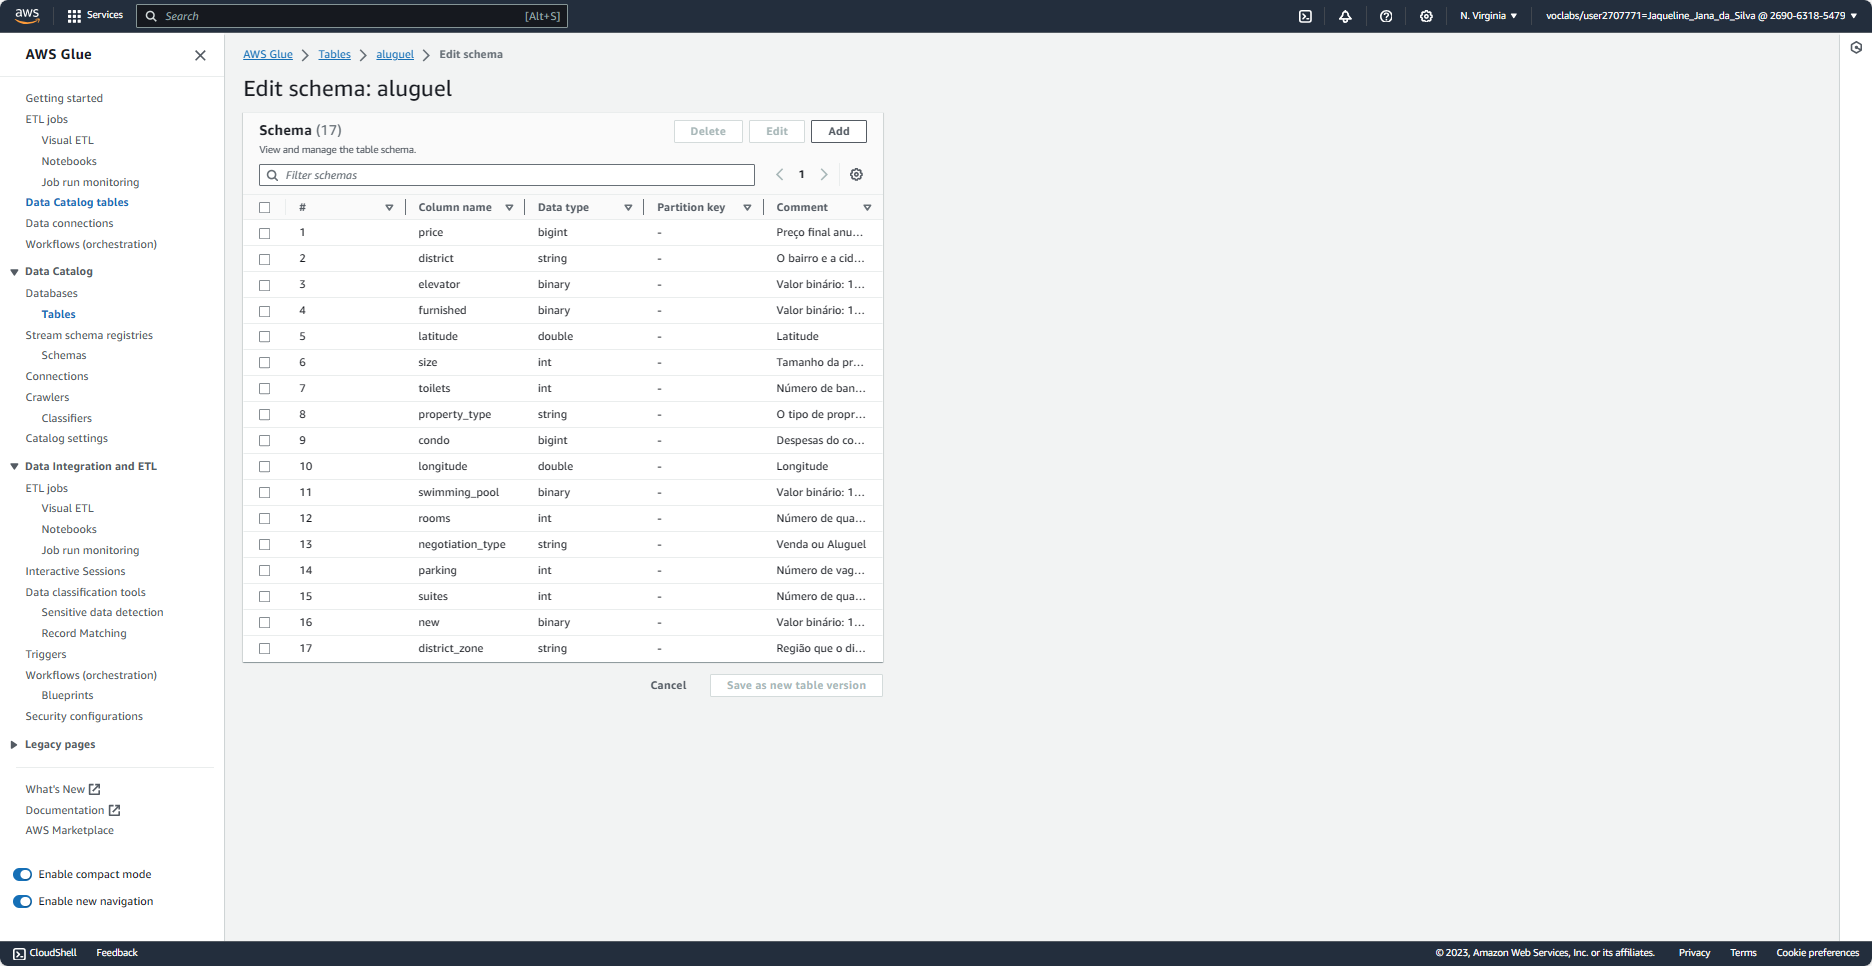 aws Services Search [Alt+S] N. Virginia voclabs/user2707771=Jaqueline_Jana_da_Silva @ 2690-6318-5479
AWS Glue
Getting started
ETL jobs
Visual ETL
Notebooks
Job run monitoring
Data Catalog tables
Data connections
Workflows (orchestration)
Data Catalog
Databases
Tables
Stream schema registries
Schemas
Connections
Crawlers
Classifiers
Catalog settings
Data Integration and ETL
ETL jobs
Visual ETL
Notebooks
Job run monitoring
Interactive Sessions
Data classification tools
Sensitive data detection
Record Matching
Triggers
Workflows (orchestration)
Blueprints
Security configurations
Legacy pages
What's New
Documentation
AWS Marketplace
Enable compact mode
Enable new navigation
AWS Glue Tables aluguel Edit schema
Edit schema: aluguel
Schema (17) Delete Edit Add
View and manage the table schema.
Filter schemas 1
# Column name Data type Partition key Comment
1 price bigint - Preço final anu...
2 district string - O bairro e a cid...
3 elevator binary - Valor binário: 1...
4 furnished binary - Valor binário: 1...
5 latitude double - Latitude
6 size int - Tamanho da pr...
7 toilets int - Número de ban...
8 property_type string - O tipo de propr...
9 condo bigint - Despesas do co...
10 longitude double - Longitude
11 swimming_pool binary - Valor binário: 1...
12 rooms int - Número de qua...
13 negotiation_type string - Venda ou Aluguel
14 parking int - Número de vag...
15 suites int - Número de qua...
16 new binary - Valor binário: 1...
17 district_zone string - Região que o di...
Cancel Save as new table version
CloudShell Feedback © 2023, Amazon Web Services, Inc. or its affiliates. Privacy Terms Cookie preferences